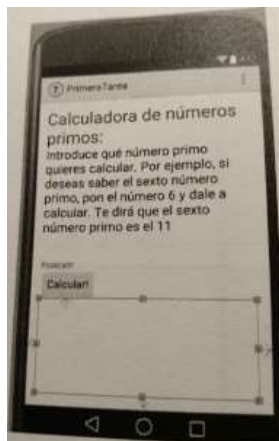 PrimeraTarea
Calculadora de números
primos:
Introduce qué número primo
quieres calcular. Por ejemplo, si
deseas saber el sexto número
primo, pon el número 6 y dale a
calcular. Te dirá que el sexto
número primo es el 11
Calcular!